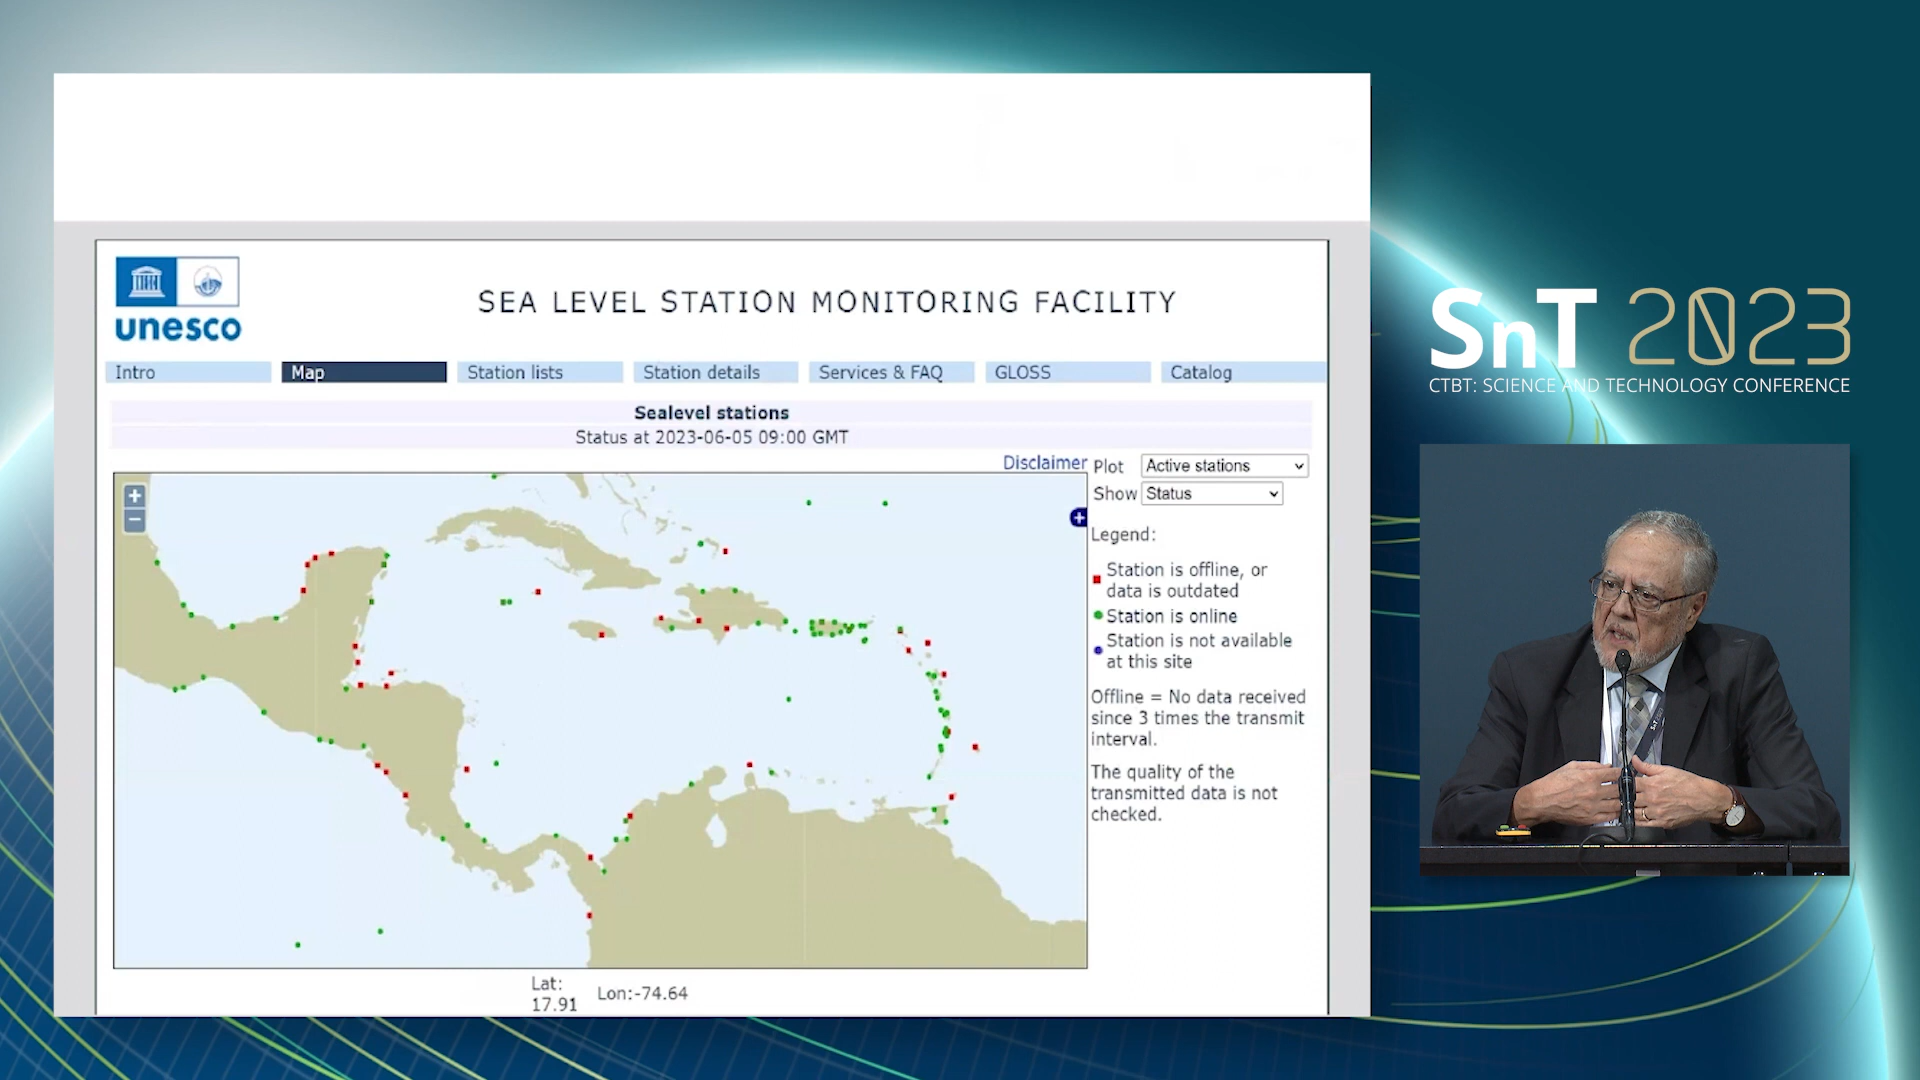 unesco
SEA LEVEL STATION MONITORING FACILITY
Intro
Map
Station lists
Station details
Services & FAQ
GLOSS
Catalog
Sealevel stations
Status at 2023-06-05 09:00 GMT
Disclaimer
Plot Active stations
Show Status
+
−
+
Legend:
Station is offline, or
data is outdated
Station is online
Station is not available
at this site
Offline = No data received
since 3 times the transmit
interval.
The quality of the
transmitted data is not
checked.
Lat:
17.91
Lon:-74.64
SnT 2023
CTBT: SCIENCE AND TECHNOLOGY CONFERENCE